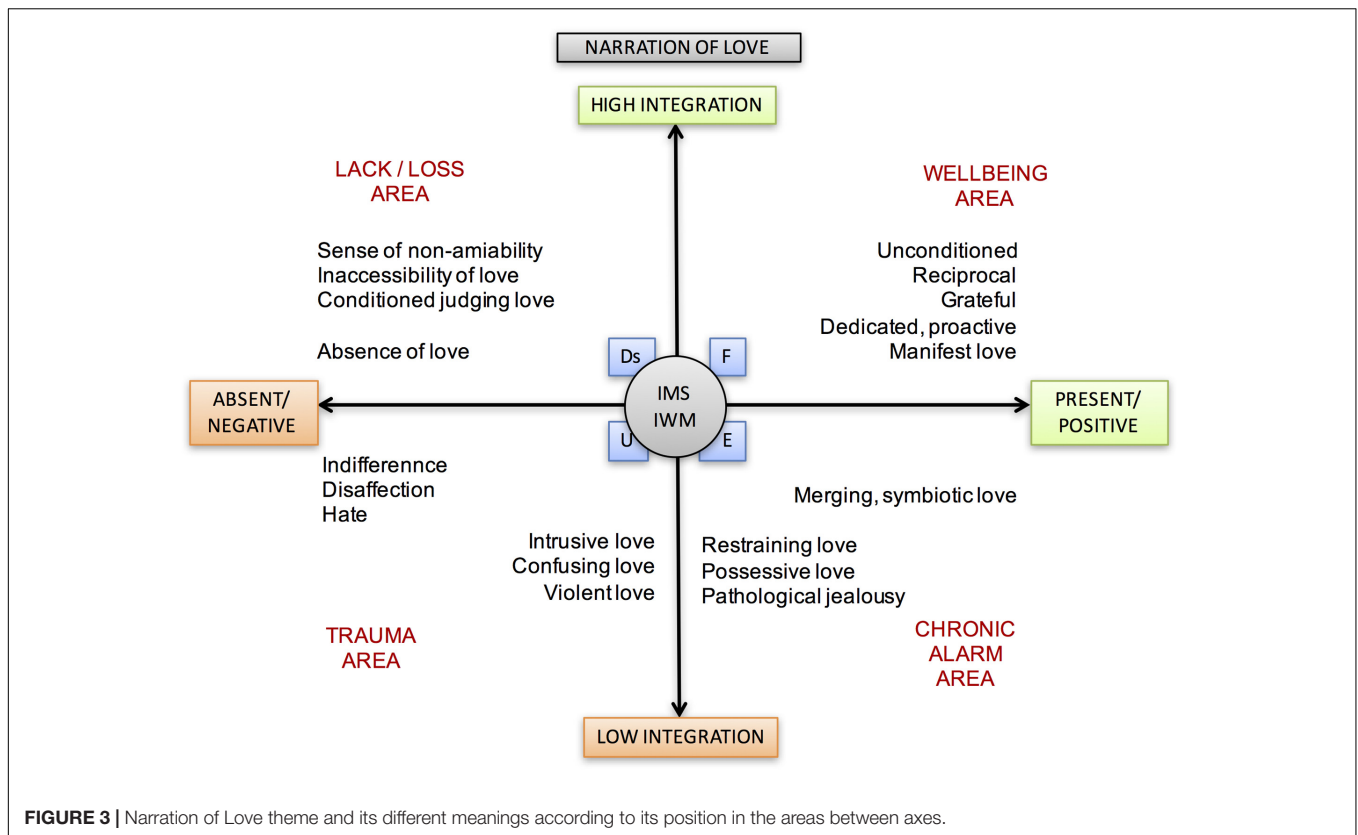 NARRATION OF LOVE
HIGH INTEGRATION
LACK / LOSS
AREA
WELLBEING
AREA
Sense of non-amiability
Inaccessibility of love
Conditioned judging love
Absence of love
Unconditioned
Reciprocal
Grateful
Dedicated, proactive
Manifest love
Ds
F
ABSENT/
NEGATIVE
IMS
IWM
PRESENT/
POSITIVE
U
E
Indifferennce
Disaffection
Hate
Merging, symbiotic love
Intrusive love
Confusing love
Violent love
Restraining love
Possessive love
Pathological jealousy
TRAUMA
AREA
CHRONIC
ALARM
AREA
LOW INTEGRATION
FIGURE 3 | Narration of Love theme and its different meanings according to its position in the areas between axes.